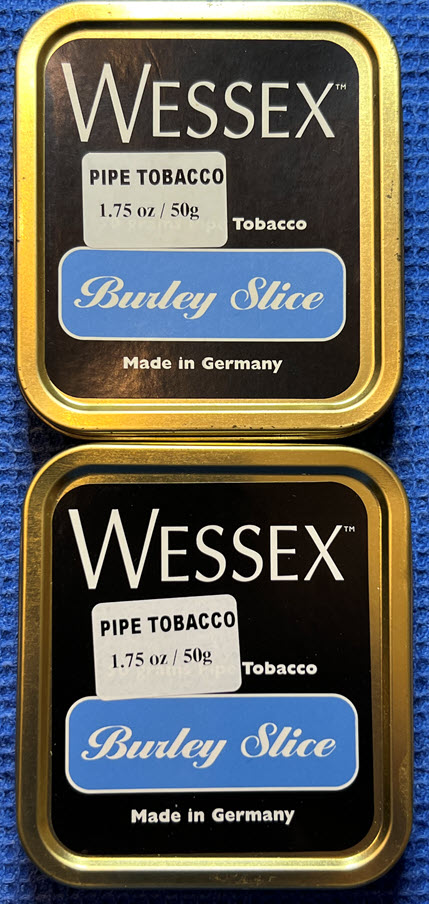 WESSEX™
PIPE TOBACCO
1.75 oz / 50g
Tobacco
Burley Slice
Made in Germany
WESSEX™
PIPE TOBACCO
1.75 oz / 50g
Pipe Tobacco
Burley Slice
Made in Germany